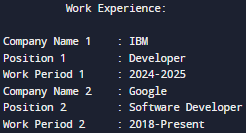 Work Experience:
Company Name 1 : IBM
Position 1 : Developer
Work Period 1 : 2024-2025
Company Name 2 : Google
Position 2 : Software Developer
Work Period 2 : 2018-Present